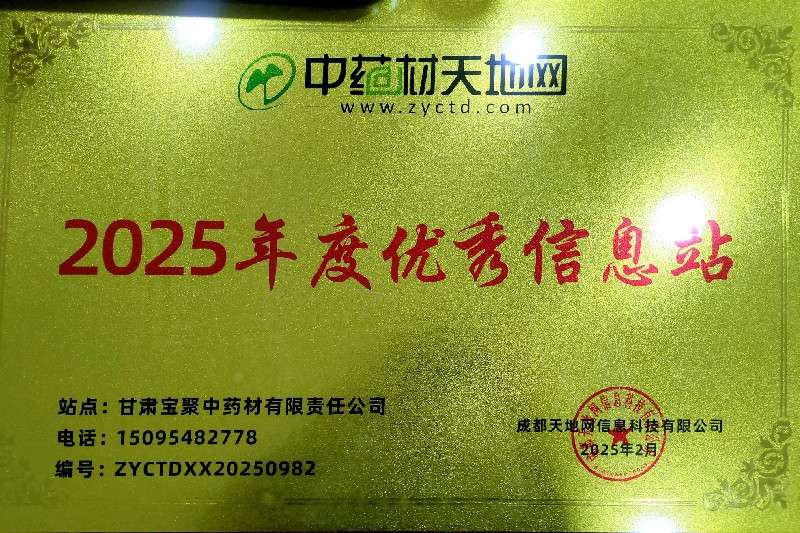 中药材天地网
www.zyctd.com
2025年度优秀信息站
站点：甘肃宝聚中药材有限责任公司
电话：15095482778
编号：ZYCTDXX20250982
成都天地网信息科技有限公司
2025年2月